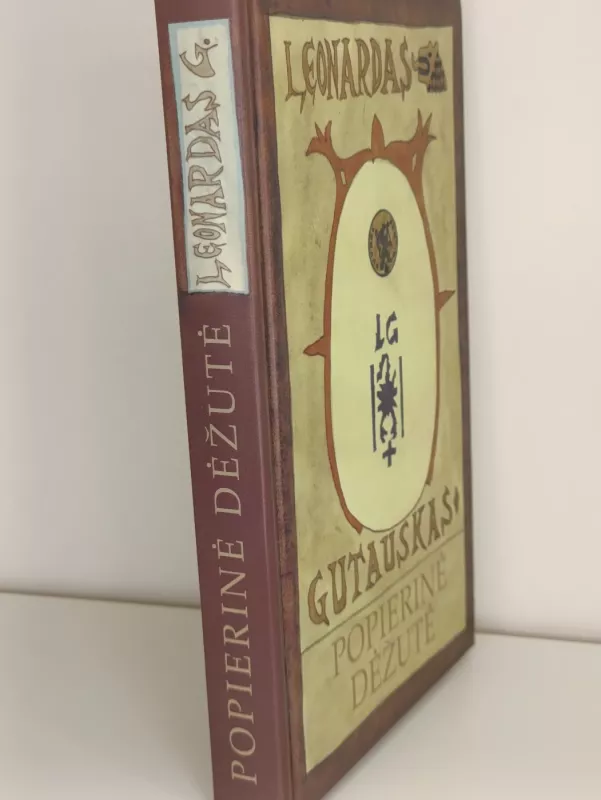 LEONARDAS G.
POPIERINĖ DĖŽUTĖ
LEONARDAS
LG
GUTAUSKAS
POPIERINĖ
DĖŽUTĖ